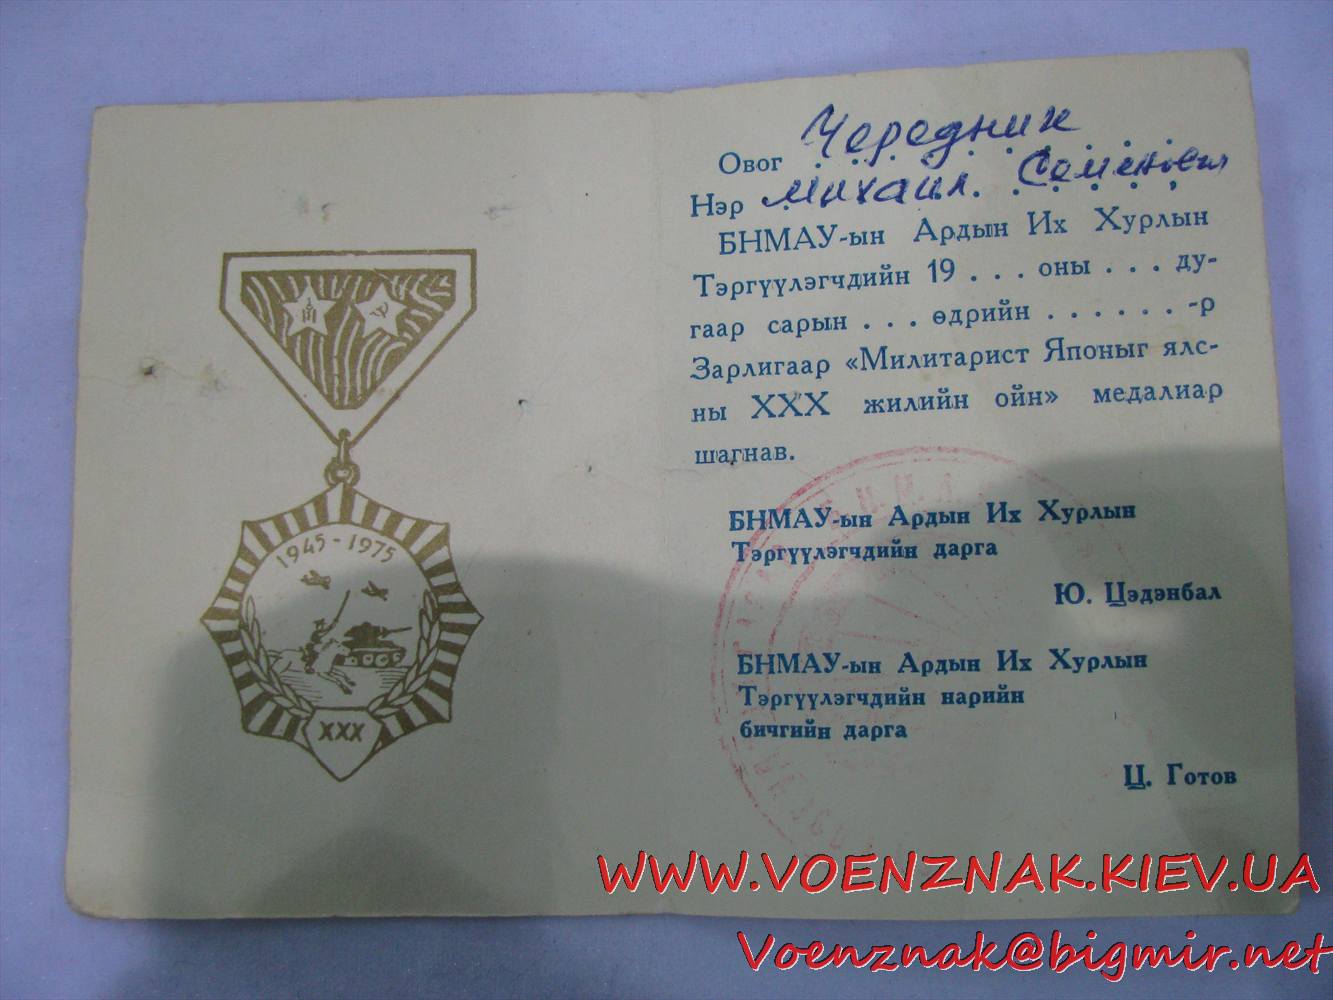 1945-1975
XXX
Овог Чередник
Нэр Михаил Семенович
БНМАУ-ын Ардын Их Хурлын
Тэргүүлэгчдийн 19 . . . оны . . . ду-
гаар сарын . . . өдрийн . . . . . . . -р
Зарлигаар «Милитарист Японыг ялс-
ны XXX жилийн ойн» медалиар
шагнав.
БНМАУ-ын Ардын Их Хурлын
Тэргүүлэгчдийн дарга
Ю. Цэдэнбал
БНМАУ-ын Ардын Их Хурлын
Тэргүүлэгчдийн нарийн
бичгийн дарга
Ц. Готов
WWW.VOENZNAK.KIEV.UA
Voenznak@bigmir.net